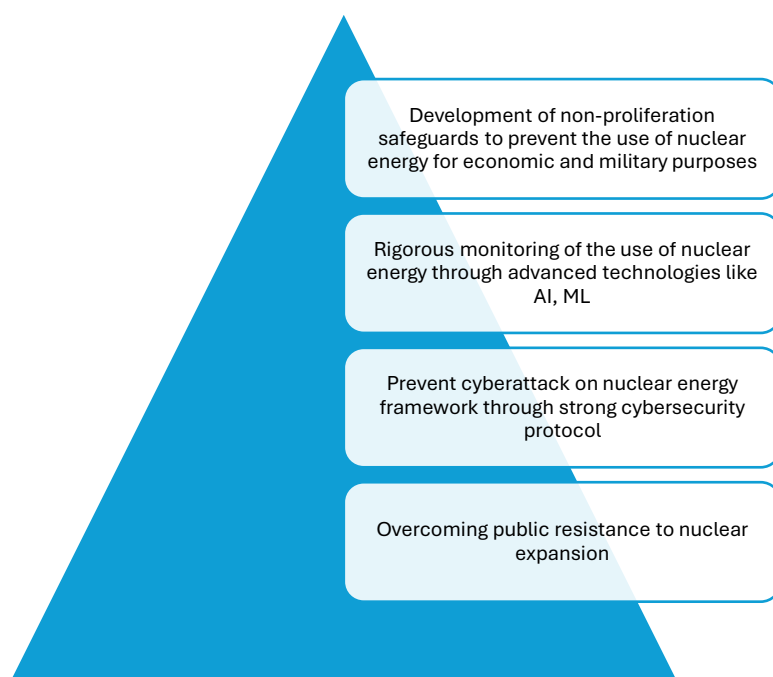 Development of non-proliferation
safeguards to prevent the use of nuclear
energy for economic and military purposes
Rigorous monitoring of the use of nuclear
energy through advanced technologies like
AI, ML
Prevent cyberattack on nuclear energy
framework through strong cybersecurity
protocol
Overcoming public resistance to nuclear
expansion